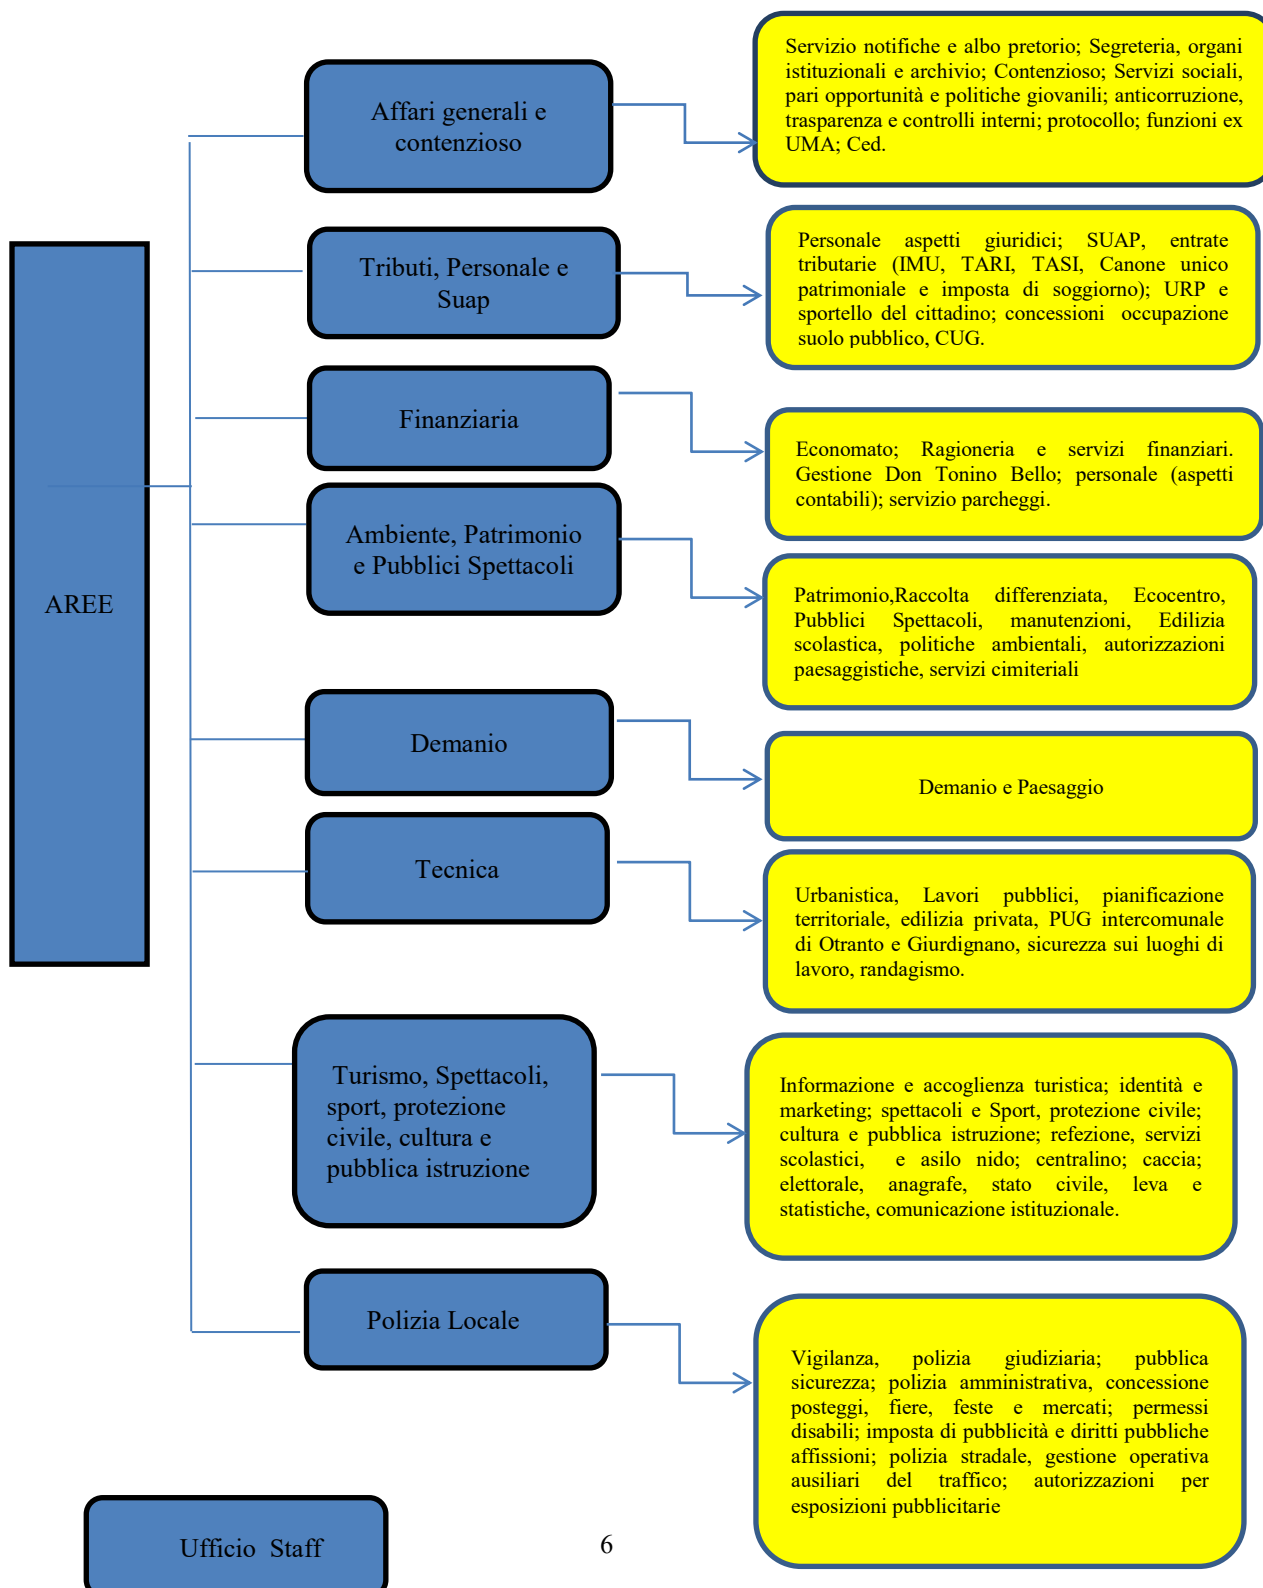 AREE
Affari generali e
contenzioso
Servizio notifiche e albo pretorio; Segreteria, organi
istituzionali e archivio; Contenzioso; Servizi sociali,
pari opportunità e politiche giovanili; anticorruzione,
trasparenza e controlli interni; protocollo; funzioni ex
UMA; Ced.
Tributi, Personale e
Suap
Personale aspetti giuridici; SUAP, entrate
tributarie (IMU, TARI, TASI, Canone unico
patrimoniale e imposta di soggiorno); URP e
sportello del cittadino; concessioni occupazione
suolo pubblico, CUG.
Finanziaria
Economato; Ragioneria e servizi finanziari.
Gestione Don Tonino Bello; personale (aspetti
contabili); servizio parcheggi.
Ambiente, Patrimonio
e Pubblici Spettacoli
Patrimonio,Raccolta differenziata, Ecocentro,
Pubblici Spettacoli, manutenzioni, Edilizia
scolastica, politiche ambientali, autorizzazioni
paesaggistiche, servizi cimiteriali
Demanio
Demanio e Paesaggio
Tecnica
Urbanistica, Lavori pubblici, pianificazione
territoriale, edilizia privata, PUG intercomunale
di Otranto e Giurdignano, sicurezza sui luoghi di
lavoro, randagismo.
Turismo, Spettacoli,
sport, protezione
civile, cultura e
pubblica istruzione
Informazione e accoglienza turistica; identità e
marketing; spettacoli e Sport, protezione civile;
cultura e pubblica istruzione; refezione, servizi
scolastici, e asilo nido; centralino; caccia;
elettorale, anagrafe, stato civile, leva e
statistiche, comunicazione istituzionale.
Polizia Locale
Vigilanza, polizia giudiziaria; pubblica
sicurezza; polizia amministrativa, concessione
posteggi, fiere, feste e mercati; permessi
disabili; imposta di pubblicità e diritti pubbliche
affissioni; polizia stradale, gestione operativa
ausiliari del traffico; autorizzazioni per
esposizioni pubblicitarie
Ufficio Staff
6